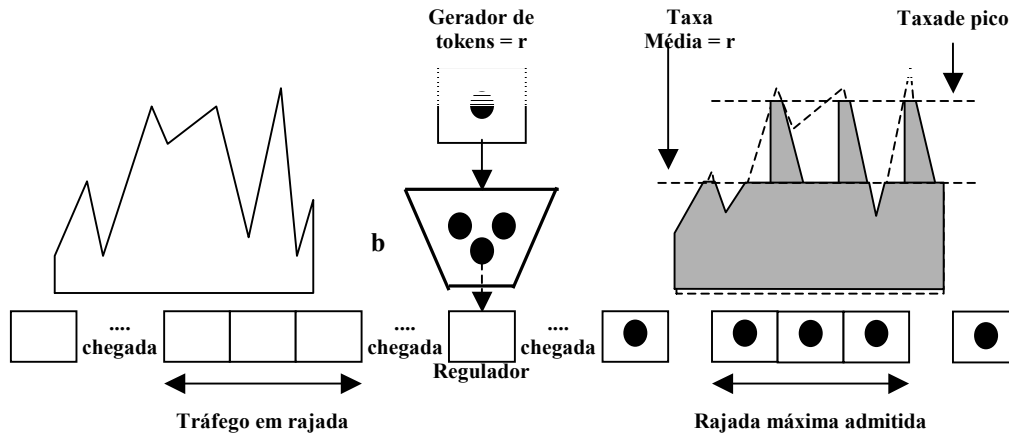 Gerador de
tokens = r
Taxa
Média = r
Taxade pico
b
....
chegada
....
chegada
....
chegada
Regulador
Tráfego em rajada
Rajada máxima admitida